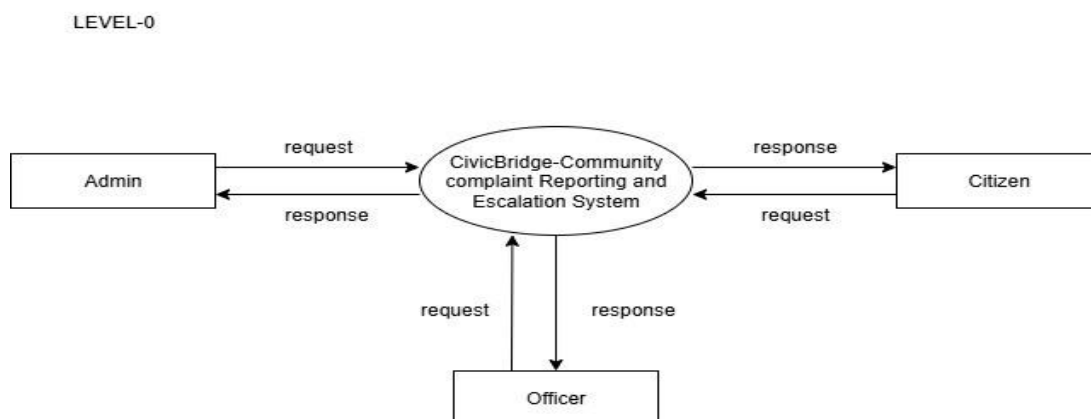 LEVEL-0
request
response
Admin
CivicBridge-Community
complaint Reporting and
Escalation System
response
request
Citizen
request
response
Officer